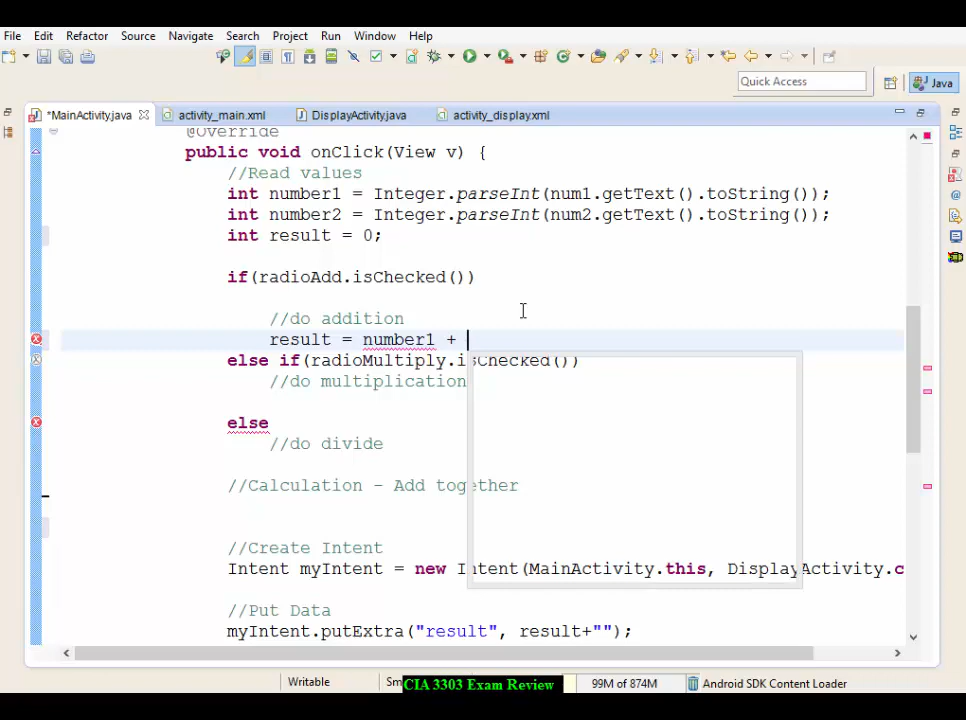 File Edit Refactor Source Navigate Search Project Run Window Help
Quick Access
Java
*MainActivity.java activity_main.xml DisplayActivity.java activity_display.xml
@Override
public void onClick(View v) {
//Read values
int number1 = Integer.parseInt(num1.getText().toString());
int number2 = Integer.parseInt(num2.getText().toString());
int result = 0;
if(radioAdd.isChecked())
//do addition
result = number1 +
else if(radioMultiply.isChecked())
//do multiplication
else
//do divide
//Calculation - Add together
//Create Intent
Intent myIntent = new Intent(MainActivity.this, DisplayActivity.c
//Put Data
myIntent.putExtra("result", result+"");
Writable Sm CIA 3303 Exam Review 99M of 874M Android SDK Content Loader